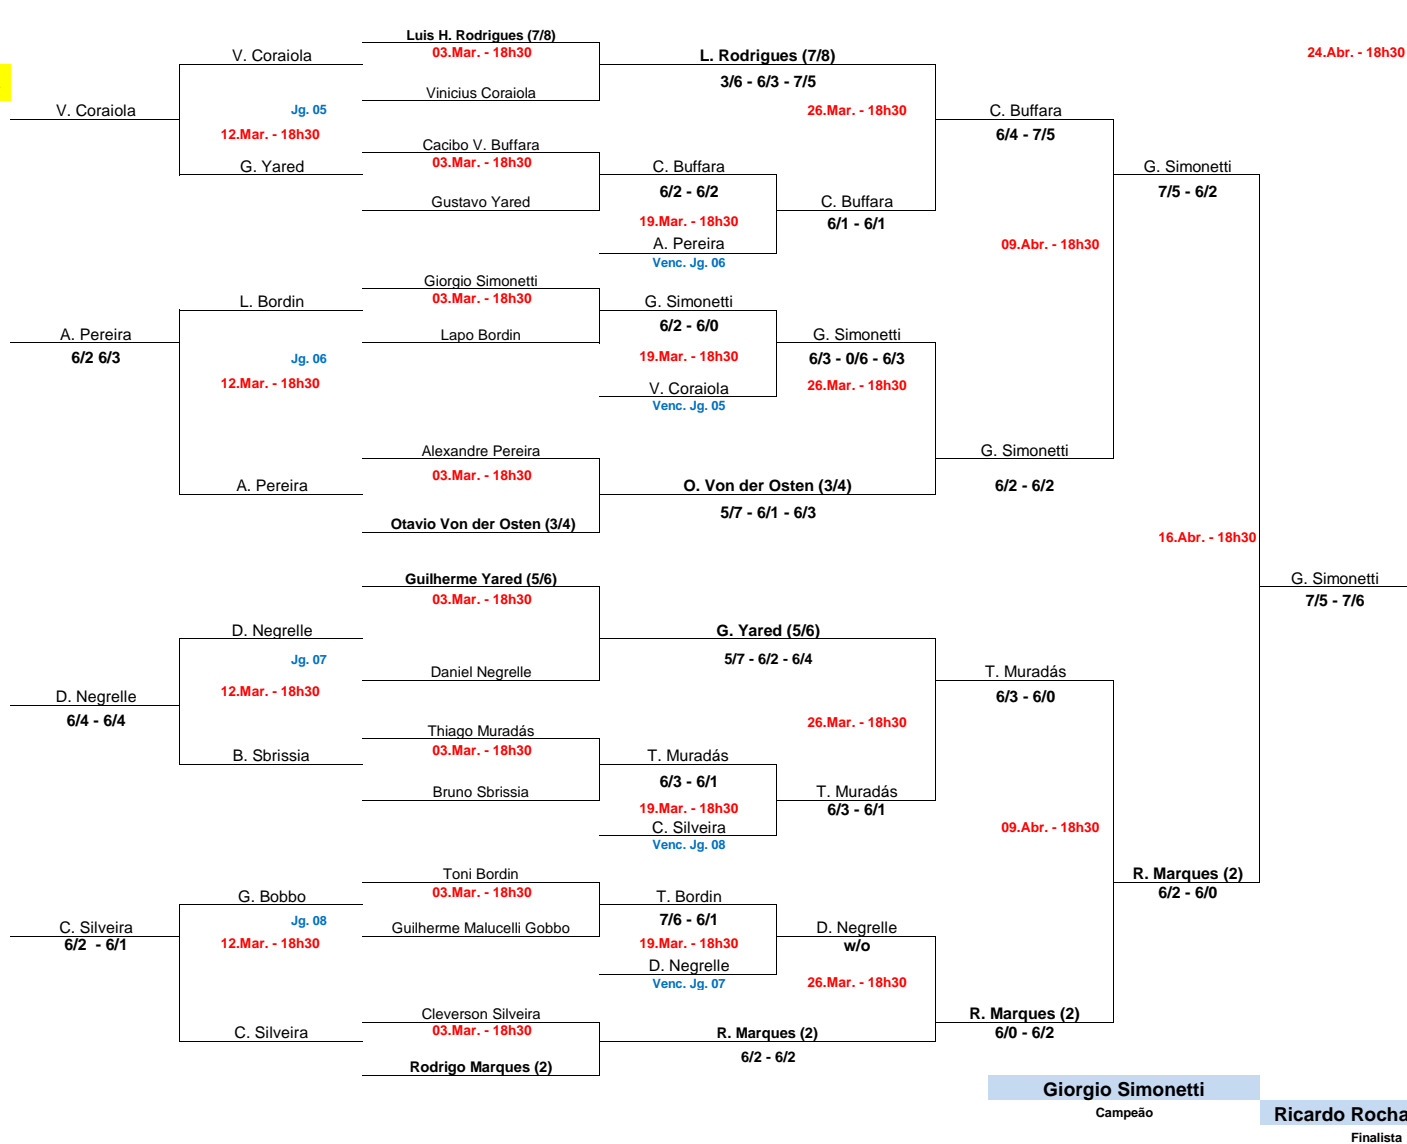 Luis H. Rodrigues (7/8)
V. Coraiola
03.Mar. - 18h30
L. Rodrigues (7/8)
24.Abr. - 18h30
3/6 - 6/3 - 7/5
Vinicius Coraiola
V. Coraiola
Jg. 05
26.Mar. - 18h30
C. Buffara
12.Mar. - 18h30
6/4 - 7/5
Cacibo V. Buffara
G. Yared
03.Mar. - 18h30
C. Buffara
G. Simonetti
6/2 - 6/2
7/5 - 6/2
Gustavo Yared
C. Buffara
19.Mar. - 18h30
6/1 - 6/1
A. Pereira
09.Abr. - 18h30
Venc. Jg. 06
Giorgio Simonetti
L. Bordin
03.Mar. - 18h30
G. Simonetti
6/2 - 6/0
A. Pereira
Lapo Bordin
G. Simonetti
6/2 6/3
Jg. 06
19.Mar. - 18h30
6/3 - 0/6 - 6/3
12.Mar. - 18h30
V. Coraiola
26.Mar. - 18h30
Venc. Jg. 05
Alexandre Pereira
G. Simonetti
03.Mar. - 18h30
A. Pereira
O. Von der Osten (3/4)
6/2 - 6/2
5/7 - 6/1 - 6/3
Otavio Von der Osten (3/4)
16.Abr. - 18h30
Guilherme Yared (5/6)
G. Simonetti
03.Mar. - 18h30
7/5 - 7/6
D. Negrelle
G. Yared (5/6)
Jg. 07
5/7 - 6/2 - 6/4
Daniel Negrelle
T. Muradás
D. Negrelle
12.Mar. - 18h30
6/3 - 6/0
6/4 - 6/4
26.Mar. - 18h30
Thiago Muradás
B. Sbrissia
03.Mar. - 18h30
T. Muradás
6/3 - 6/1
Bruno Sbrissia
T. Muradás
19.Mar. - 18h30
6/3 - 6/1
C. Silveira
09.Abr. - 18h30
Venc. Jg. 08
Toni Bordin
R. Marques (2)
G. Bobbo
03.Mar. - 18h30
T. Bordin
6/2 - 6/0
C. Silveira
Jg. 08
Guilherme Malucelli Gobbo
7/6 - 6/1
D. Negrelle
6/2 - 6/1
12.Mar. - 18h30
19.Mar. - 18h30
w/o
D. Negrelle
Venc. Jg. 07
26.Mar. - 18h30
Cleverson Silveira
R. Marques (2)
C. Silveira
03.Mar. - 18h30
R. Marques (2)
6/0 - 6/2
6/2 - 6/2
Rodrigo Marques (2)
Giorgio Simonetti
Campeão
Ricardo Rocha
Finalista